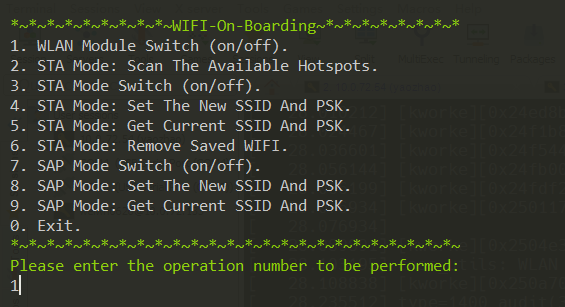 *~*~*~*~*~*~*~*~*~WIFI-On-Boarding~*~*~*~*~*~*~*~*
1. WLAN Module Switch (on/off).
2. STA Mode: Scan The Available Hotspots.
3. STA Mode Switch (on/off).
4. STA Mode: Set The New SSID And PSK.
5. STA Mode: Get Current SSID And PSK.
6. STA Mode: Remove Saved WIFI.
7. SAP Mode Switch (on/off).
8. SAP Mode: Set The New SSID And PSK.
9. SAP Mode: Get Current SSID And PSK.
0. Exit.
*~*~*~*~*~*~*~*~*~*~*~*~*~*~*~*~*~*~*~*~*~*~*~*~*~
Please enter the operation number to be performed:
1